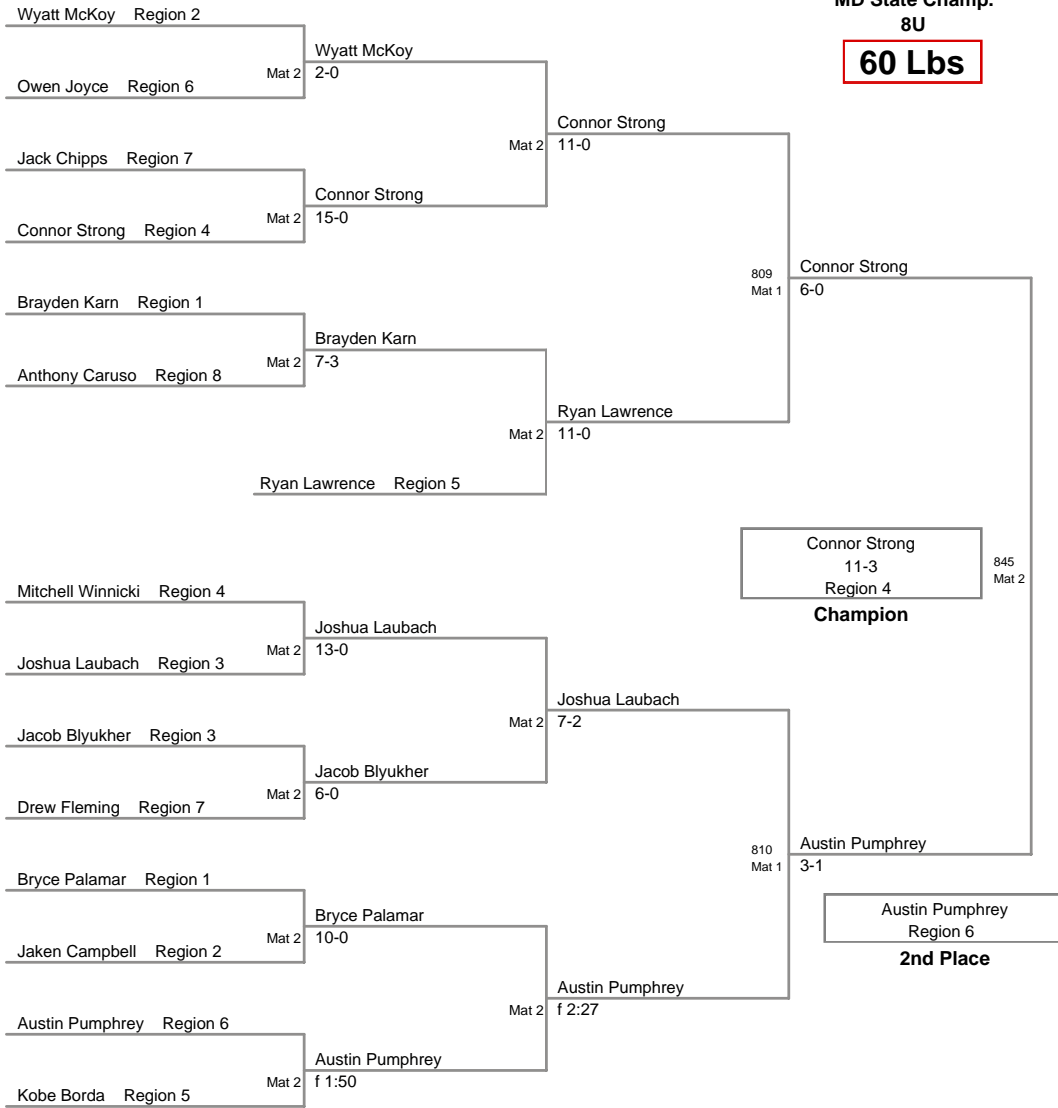 MD State Champ.
8U
60 Lbs
Wyatt McKoy Region 2
Wyatt McKoy
Mat 2 2-0
Owen Joyce Region 6
Connor Strong
Mat 2 11-0
Jack Chipps Region 7
Connor Strong
Mat 2 15-0
Connor Strong Region 4
809 Connor Strong
Mat 1 6-0
Brayden Karn Region 1
Brayden Karn
Mat 2 7-3
Anthony Caruso Region 8
Ryan Lawrence
Mat 2 11-0
Ryan Lawrence Region 5
Connor Strong
11-3
Region 4
845
Mat 2
Champion
Mitchell Winnicki Region 4
Joshua Laubach
Mat 2 13-0
Joshua Laubach Region 3
Joshua Laubach
Mat 2 7-2
Jacob Blyukher Region 3
Jacob Blyukher
Mat 2 6-0
Drew Fleming Region 7
810 Austin Pumphrey
Mat 1 3-1
Bryce Palamar Region 1
Bryce Palamar
Mat 2 10-0
Jaken Campbell Region 2
Austin Pumphrey
Region 6
2nd Place
Austin Pumphrey
Mat 2 f 2:27
Austin Pumphrey Region 6
Austin Pumphrey
Mat 2 f 1:50
Kobe Borda Region 5